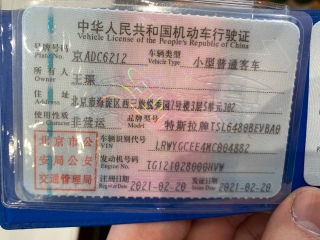 中华人民共和国机动车行驶证
Vehicle License of the People's Republic of China
号牌号码 京ADC6212 车辆类型 小型普通客车
Plate No. Vehicle Type
所有人 王璪
Owner
住址 北京市海淀区西三旗悦秀园7号楼3层5单元302
Address
使用性质 非营运 品牌型号 特斯拉牌TSL6480BEVBA0
Model
北京市公 车辆识别代号 LRWYGCEE4MC004882
VIN
安局公安 发动机号码 TG121028000HVW
Engine No.
交通管理局 注册日期 2021-02-20 发证日期 2021-02-20
Register Date Issue Date